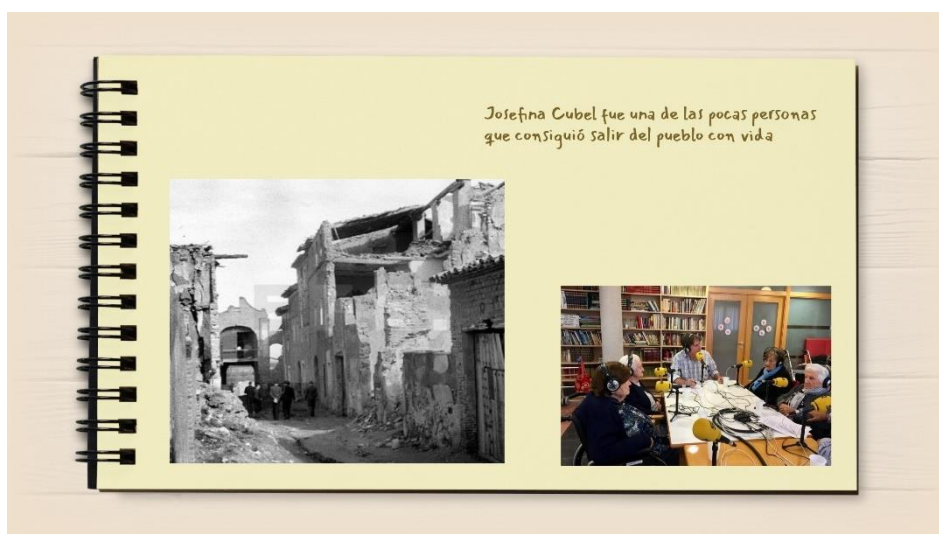 Josefina Cubel fue una de las pocas personas
que consiguió salir del pueblo con vida